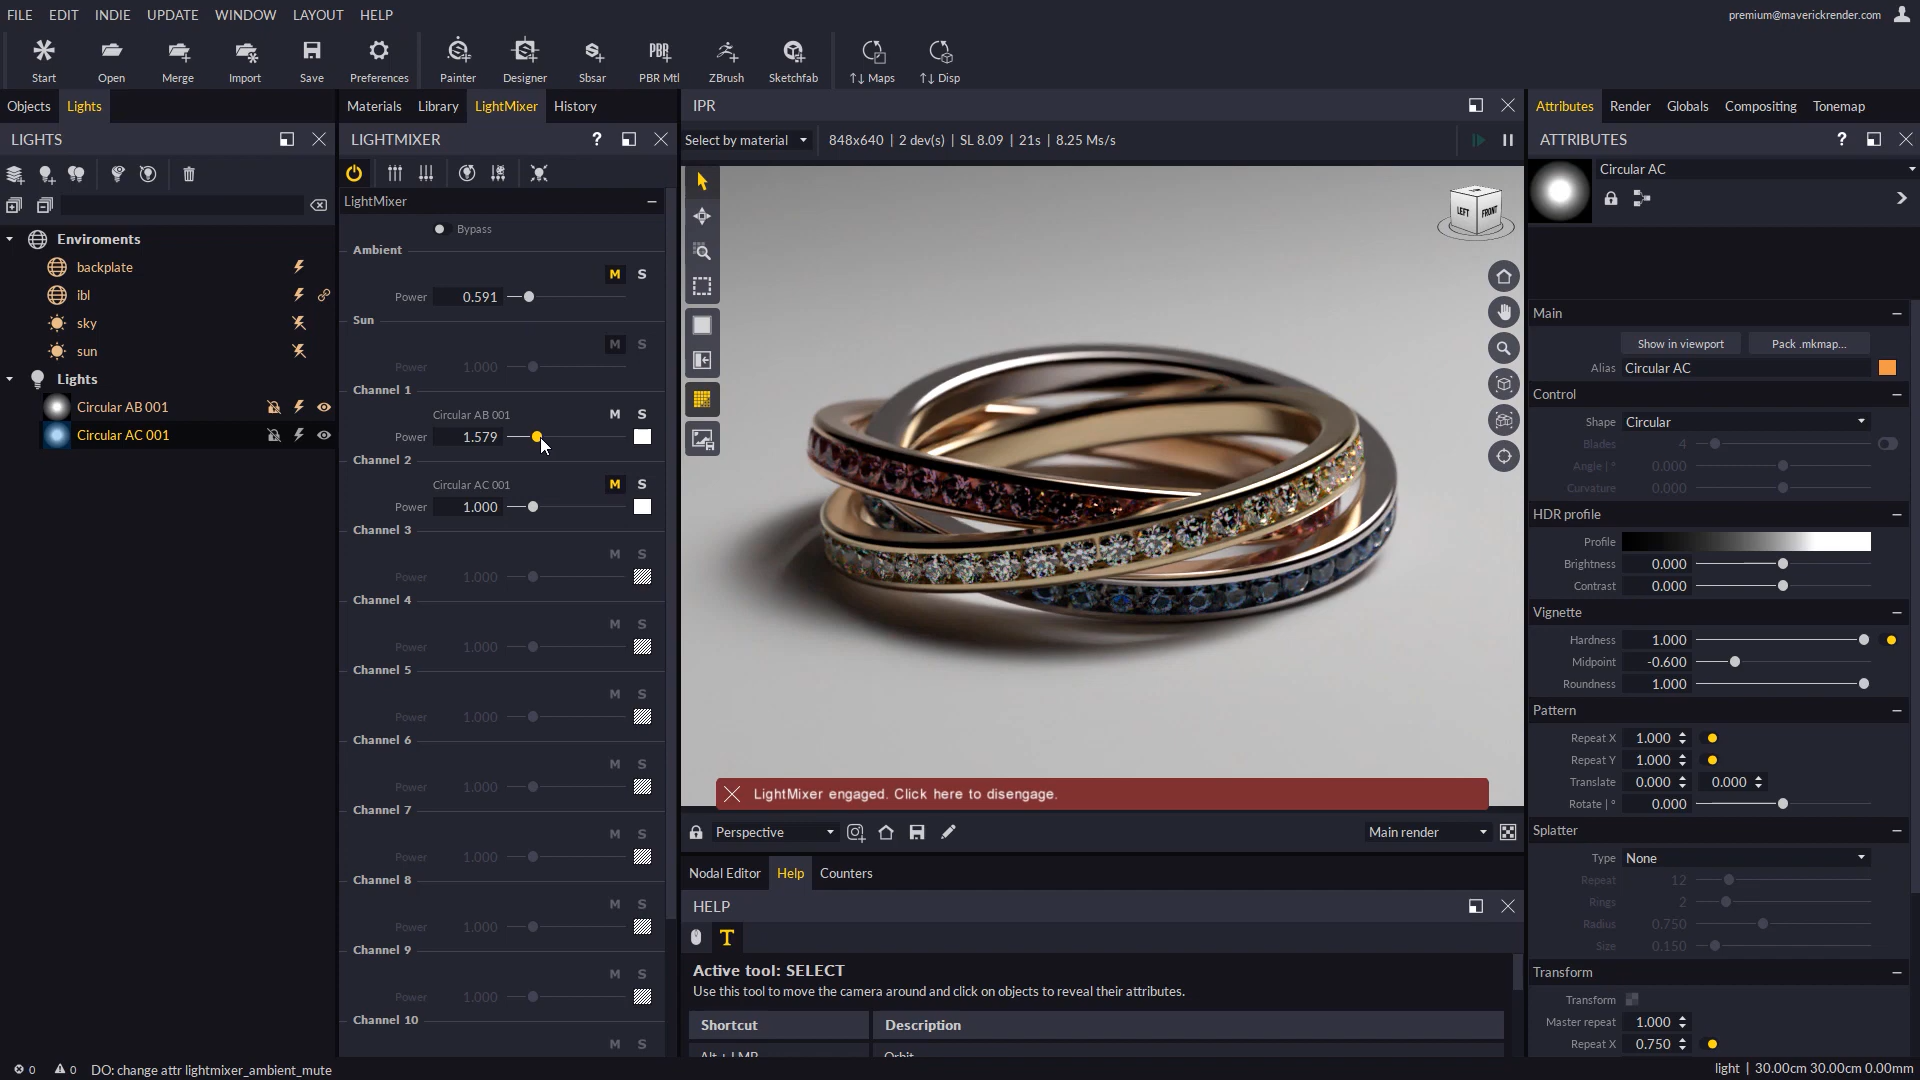 FILE EDIT INDIE UPDATE WINDOW LAYOUT HELP
premium@maverickrender.com
Start Open Merge Import Save Preferences Painter Designer Sbsar PBR Mtl ZBrush Sketchfab ↑↓ Maps ↑↓ Disp
PBR
Objects Lights
LIGHTS
Enviroments
backplate
ibl
sky
sun
Lights
Circular AB 001
Circular AC 001
Materials Library LightMixer History
LIGHTMIXER ?
LightMixer
Bypass
Ambient
M S
Power 0.591
Sun
M S
Power 1.000
Channel 1
Circular AB 001 M S
Power 1.579
Channel 2
Circular AC 001 M S
Power 1.000
Channel 3
M S
Power 1.000
Channel 4
M S
Power 1.000
Channel 5
M S
Power 1.000
Channel 6
M S
Power 1.000
Channel 7
M S
Power 1.000
Channel 8
M S
Power 1.000
Channel 9
M S
Power 1.000
Channel 10
M S
IPR
Select by material 848x640 | 2 dev(s) | SL 8.09 | 21s | 8.25 Ms/s
LEFT FRONT
LightMixer engaged. Click here to disengage.
Perspective Main render
Nodal Editor Help Counters
HELP
T
Active tool: SELECT
Use this tool to move the camera around and click on objects to reveal their attributes.
Shortcut Description
Alt + LMB Orbit
Attributes Render Globals Compositing Tonemap
ATTRIBUTES ?
Circular AC
Main
Show in viewport Pack .mkmap...
Alias Circular AC
Control
Shape Circular
Blades 4
Angle | ° 0.000
Curvature 0.000
HDR profile
Profile
Brightness 0.000
Contrast 0.000
Vignette
Hardness 1.000
Midpoint -0.600
Roundness 1.000
Pattern
Repeat X 1.000
Repeat Y 1.000
Translate 0.000 0.000
Rotate | ° 0.000
Splatter
Type None
Repeat 12
Rings 2
Radius 0.750
Size 0.150
Transform
Transform
Master repeat 1.000
Repeat X 0.750
0 0 DO: change attr lightmixer_ambient_mute
light | 30.00cm 30.00cm 0.00mm